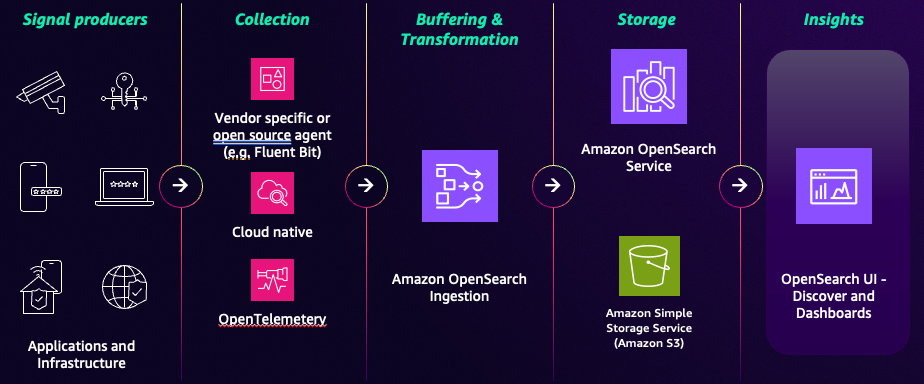 Signal producers
Applications and
Infrastructure
Collection
Vendor specific or
open source agent
(e.g, Fluent Bit)
Cloud native
OpenTelemetery
Buffering &
Transformation
Amazon OpenSearch
Ingestion
Storage
Amazon OpenSearch
Service
Amazon Simple
Storage Service
(Amazon S3)
Insights
OpenSearch UI -
Discover and
Dashboards